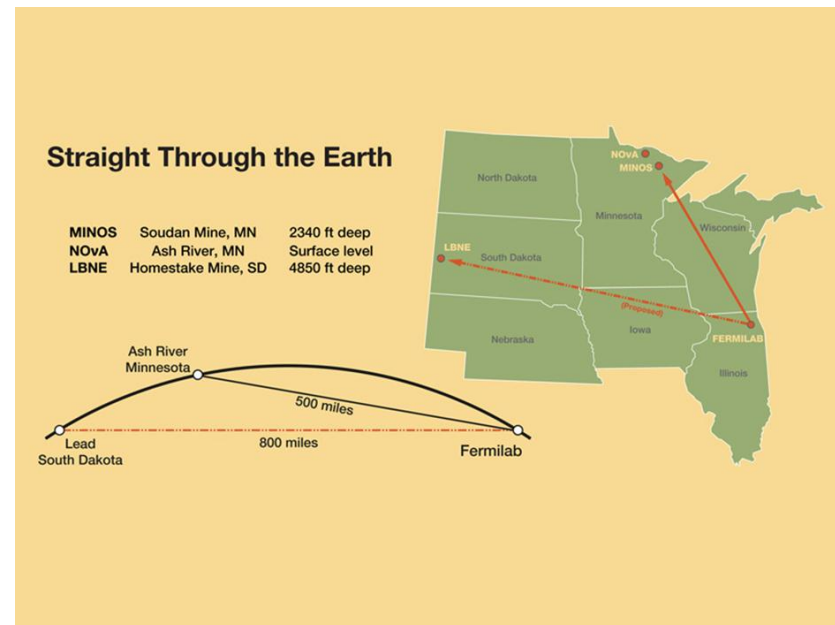 Straight Through the Earth
MINOS Soudan Mine, MN 2340 ft deep
NOvA Ash River, MN Surface level
LBNE Homestake Mine, SD 4850 ft deep
Ash River
Minnesota
500 miles
800 miles
Lead
South Dakota
Fermilab
NOvA
MINOS
North Dakota
Minnesota
Wisconsin
LBNE
South Dakota
(Proposed)
Nebraska
Iowa
FERMILAB
Illinois